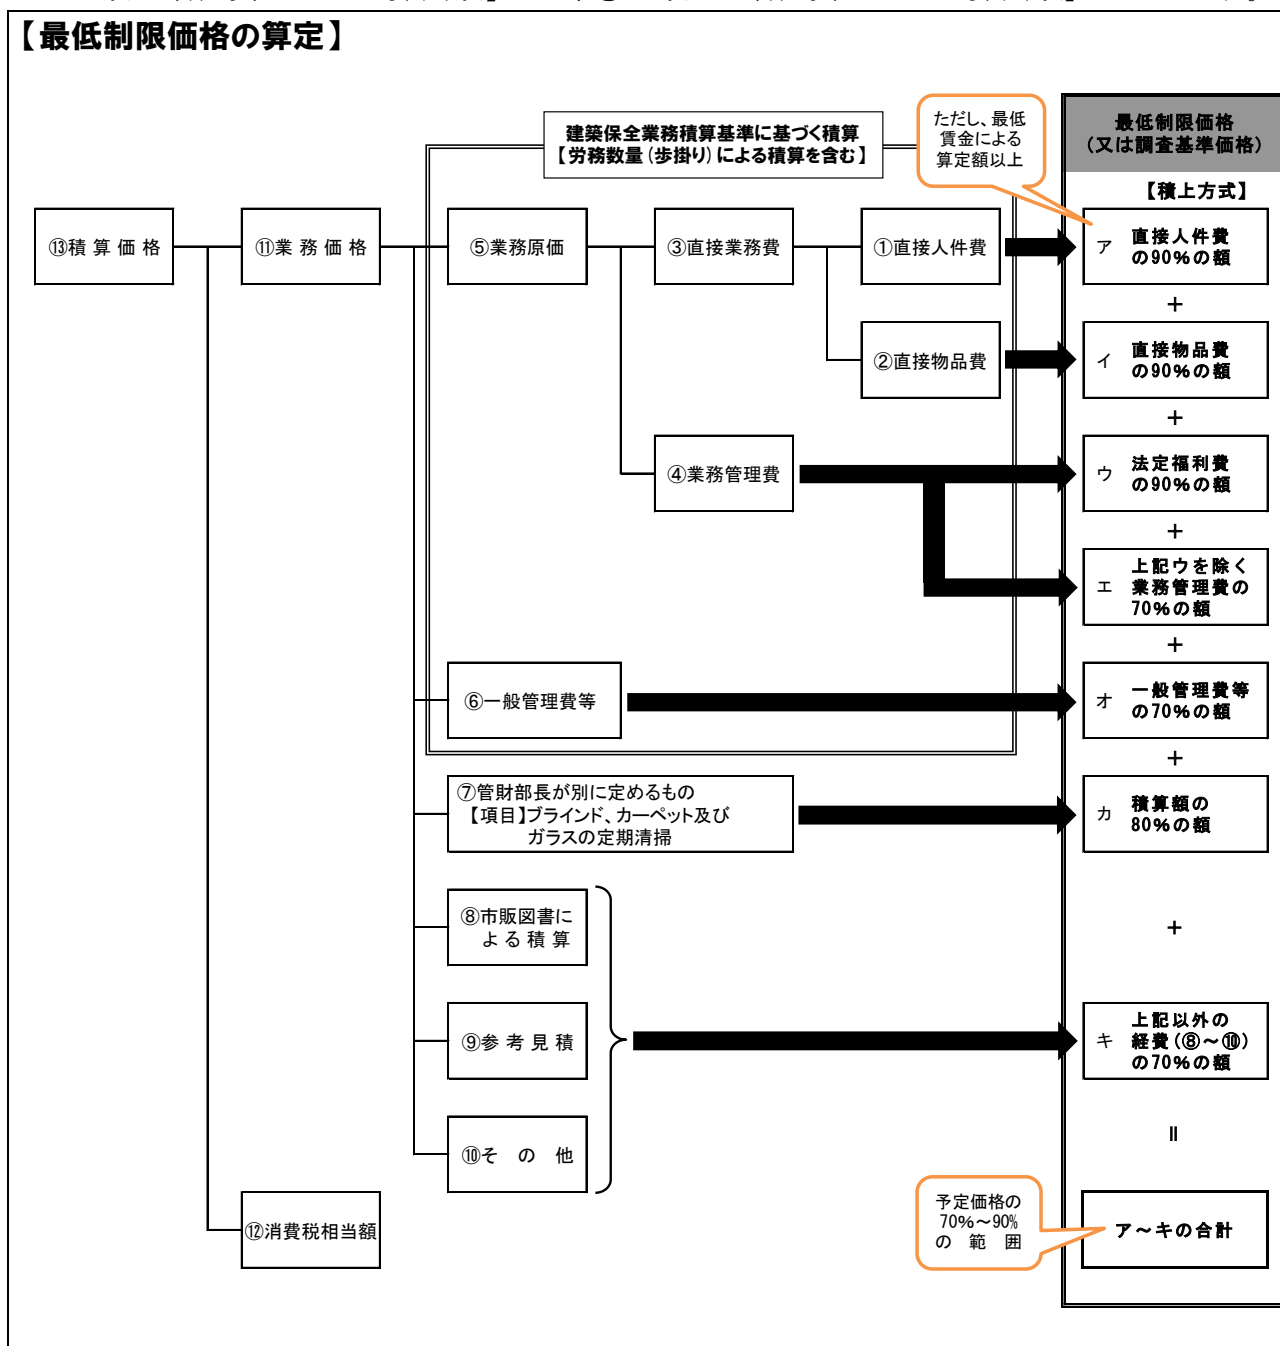 【最低制限価格の算定】
建築保全業務積算基準に基づく積算
【労務数量(歩掛り)による積算を含む】
ただし、最低
賃金による
算定額以上
最低制限価格
(又は調査基準価格)
【積上方式】
⑬積算価格
⑪業務価格
⑤業務原価
③直接業務費
①直接人件費
ア 直接人件費
の90%の額
+
②直接物品費
イ 直接物品費
の90%の額
+
④業務管理費
ウ 法定福利費
の90%の額
+
エ 上記ウを除く
業務管理費の
70%の額
+
⑥一般管理費等
オ 一般管理費等
の70%の額
+
⑦管財部長が別に定めるもの
【項目】ブラインド、カーペット及び
ガラスの定期清掃
カ 積算額の
80%の額
+
⑧市販図書に
よる積算
⑨参考見積
キ 上記以外の
経費(⑧~⑩)
の70%の額
⑩その他
=
⑫消費税相当額
予定価格の
70%~90%
の範囲
ア~キの合計